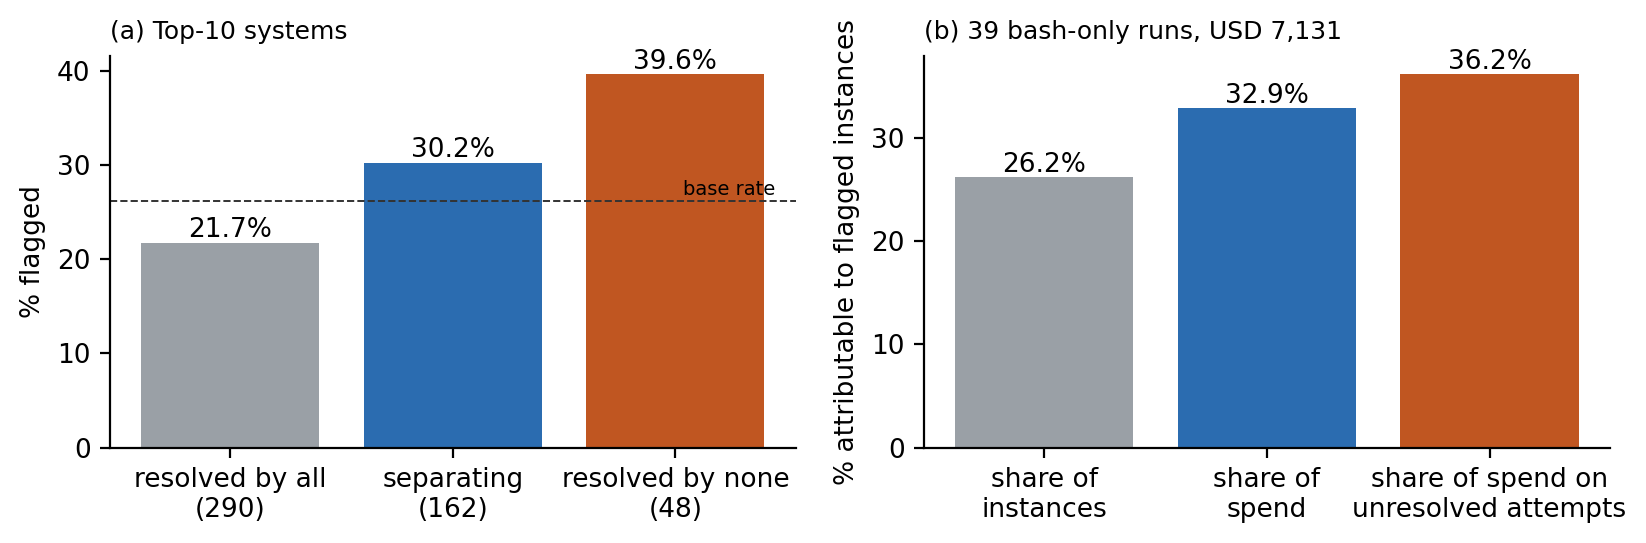 (a) Top-10 systems
% flagged
40
30
20
10
0
21.7%
30.2%
39.6%
base rate
resolved by all
(290)
separating
(162)
resolved by none
(48)
(b) 39 bash-only runs, USD 7,131
% attributable to flagged instances
30
20
10
0
26.2%
32.9%
36.2%
share of
instances
share of
spend
share of spend on
unresolved attempts